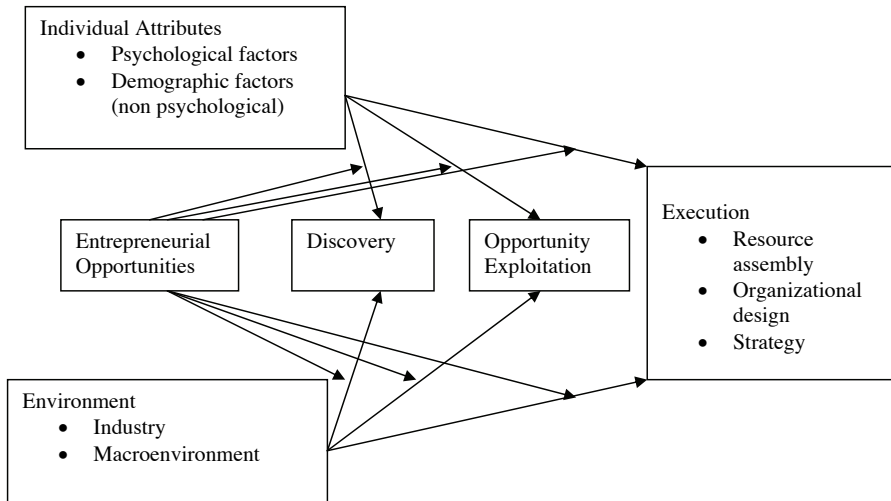 Individual Attributes
• Psychological factors
• Demographic factors
(non psychological)
Entrepreneurial
Opportunities
Discovery
Opportunity
Exploitation
Execution
• Resource
assembly
• Organizational
design
• Strategy
Environment
• Industry
• Macroenvironment